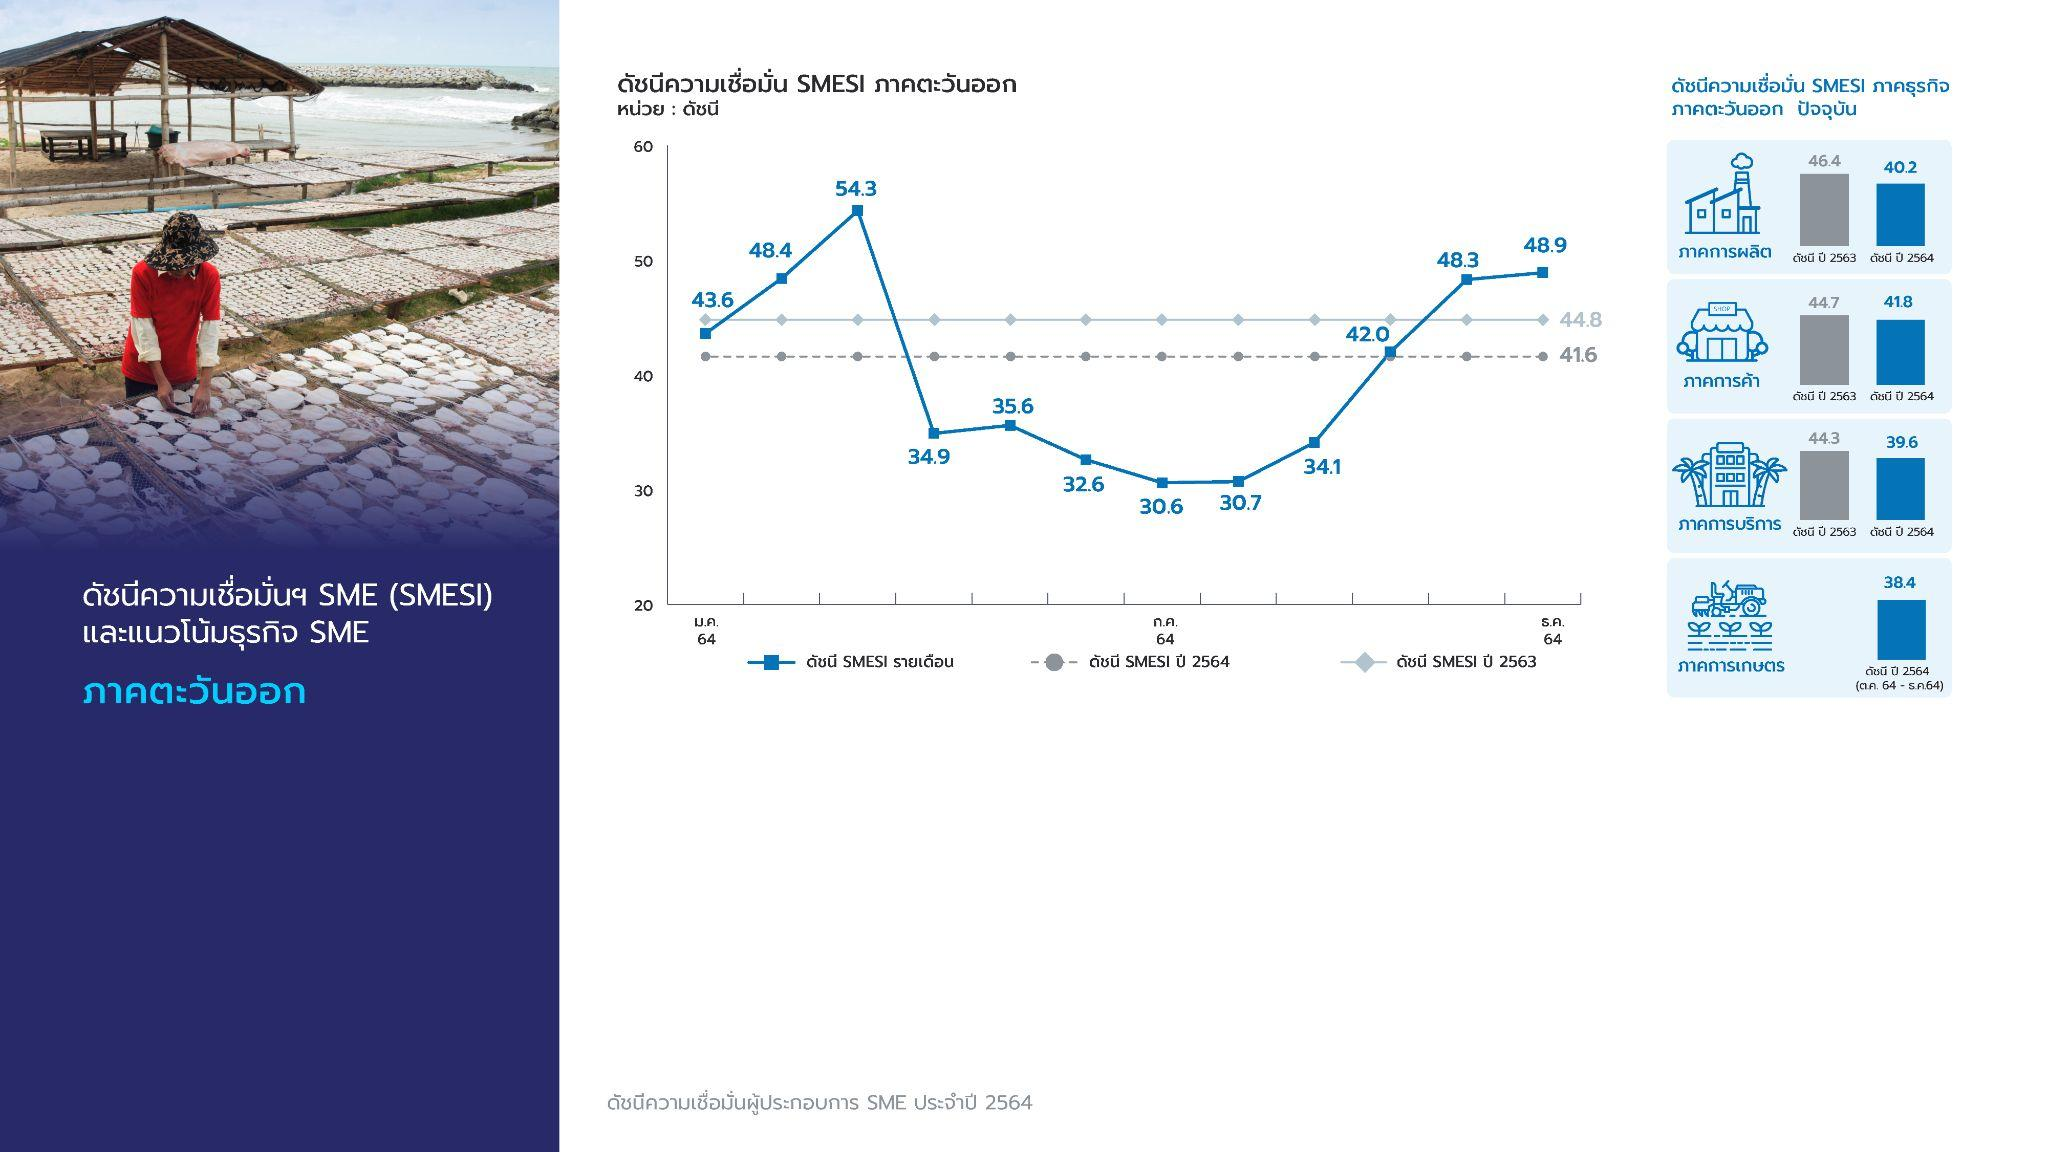 ดัชนีความเชื่อมั่นฯ SME (SMESI)
และแนวโน้มธุรกิจ SME
ภาคตะวันออก
ดัชนีความเชื่อมั่น SMESI ภาคตะวันออก
หน่วย : ดัชนี
60
50
40
30
20
43.6
48.4
54.3
34.9
35.6
32.6
30.6
30.7
34.1
42.0
48.3
48.9
44.8
41.6
ม.ค.
64
ก.ค.
64
ธ.ค.
64
ดัชนี SMESI รายเดือน
ดัชนี SMESI ปี 2564
ดัชนี SMESI ปี 2563
ดัชนีความเชื่อมั่น SMESI ภาคธุรกิจ
ภาคตะวันออก ปัจจุบัน
46.4
40.2
ภาคการผลิต
ดัชนี ปี 2563
ดัชนี ปี 2564
SHOP
44.7
41.8
ภาคการค้า
ดัชนี ปี 2563
ดัชนี ปี 2564
44.3
39.6
ภาคการบริการ
ดัชนี ปี 2563
ดัชนี ปี 2564
38.4
ภาคการเกษตร
ดัชนี ปี 2564
(ต.ค. 64 - ธ.ค.64)
ดัชนีความเชื่อมั่นผู้ประกอบการ SME ประจำปี 2564